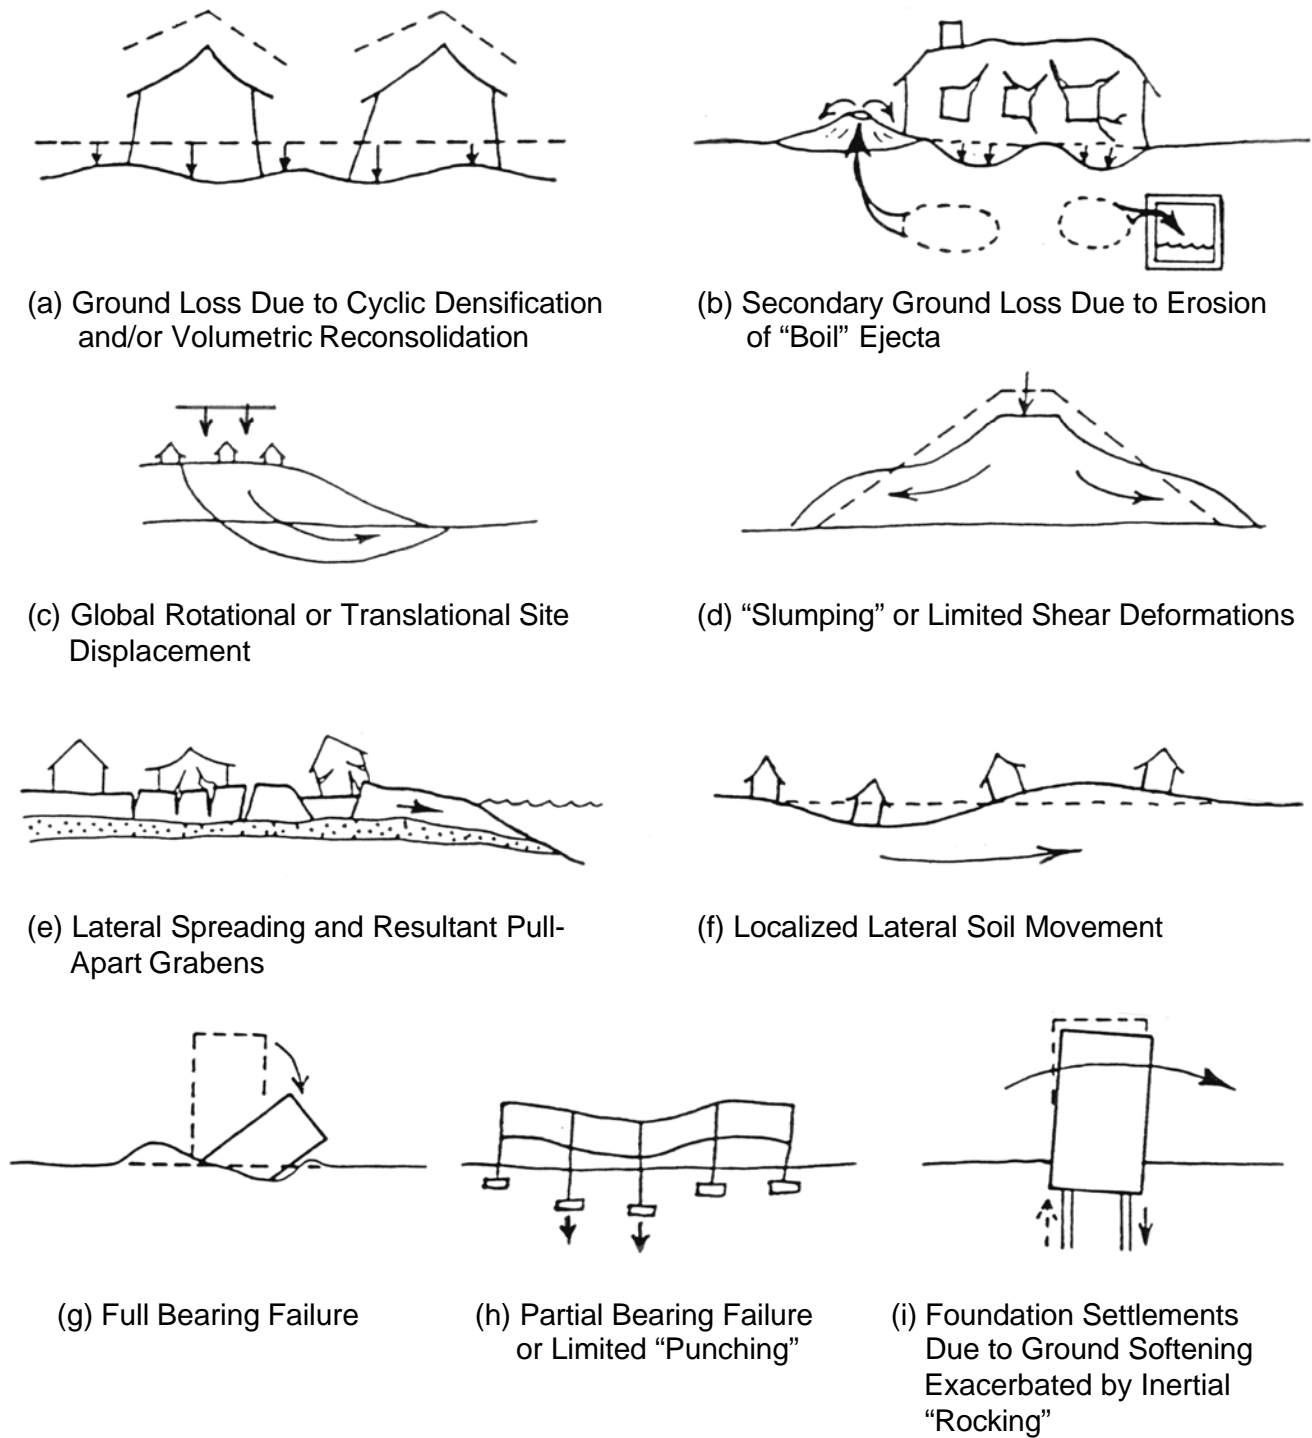 (a) Ground Loss Due to Cyclic Densification
and/or Volumetric Reconsolidation
(b) Secondary Ground Loss Due to Erosion
of “Boil” Ejecta
(c) Global Rotational or Translational Site
Displacement
(d) “Slumping” or Limited Shear Deformations
(e) Lateral Spreading and Resultant Pull-
Apart Grabens
(f) Localized Lateral Soil Movement
(g) Full Bearing Failure
(h) Partial Bearing Failure
or Limited “Punching”
(i) Foundation Settlements
Due to Ground Softening
Exacerbated by Inertial
“Rocking”